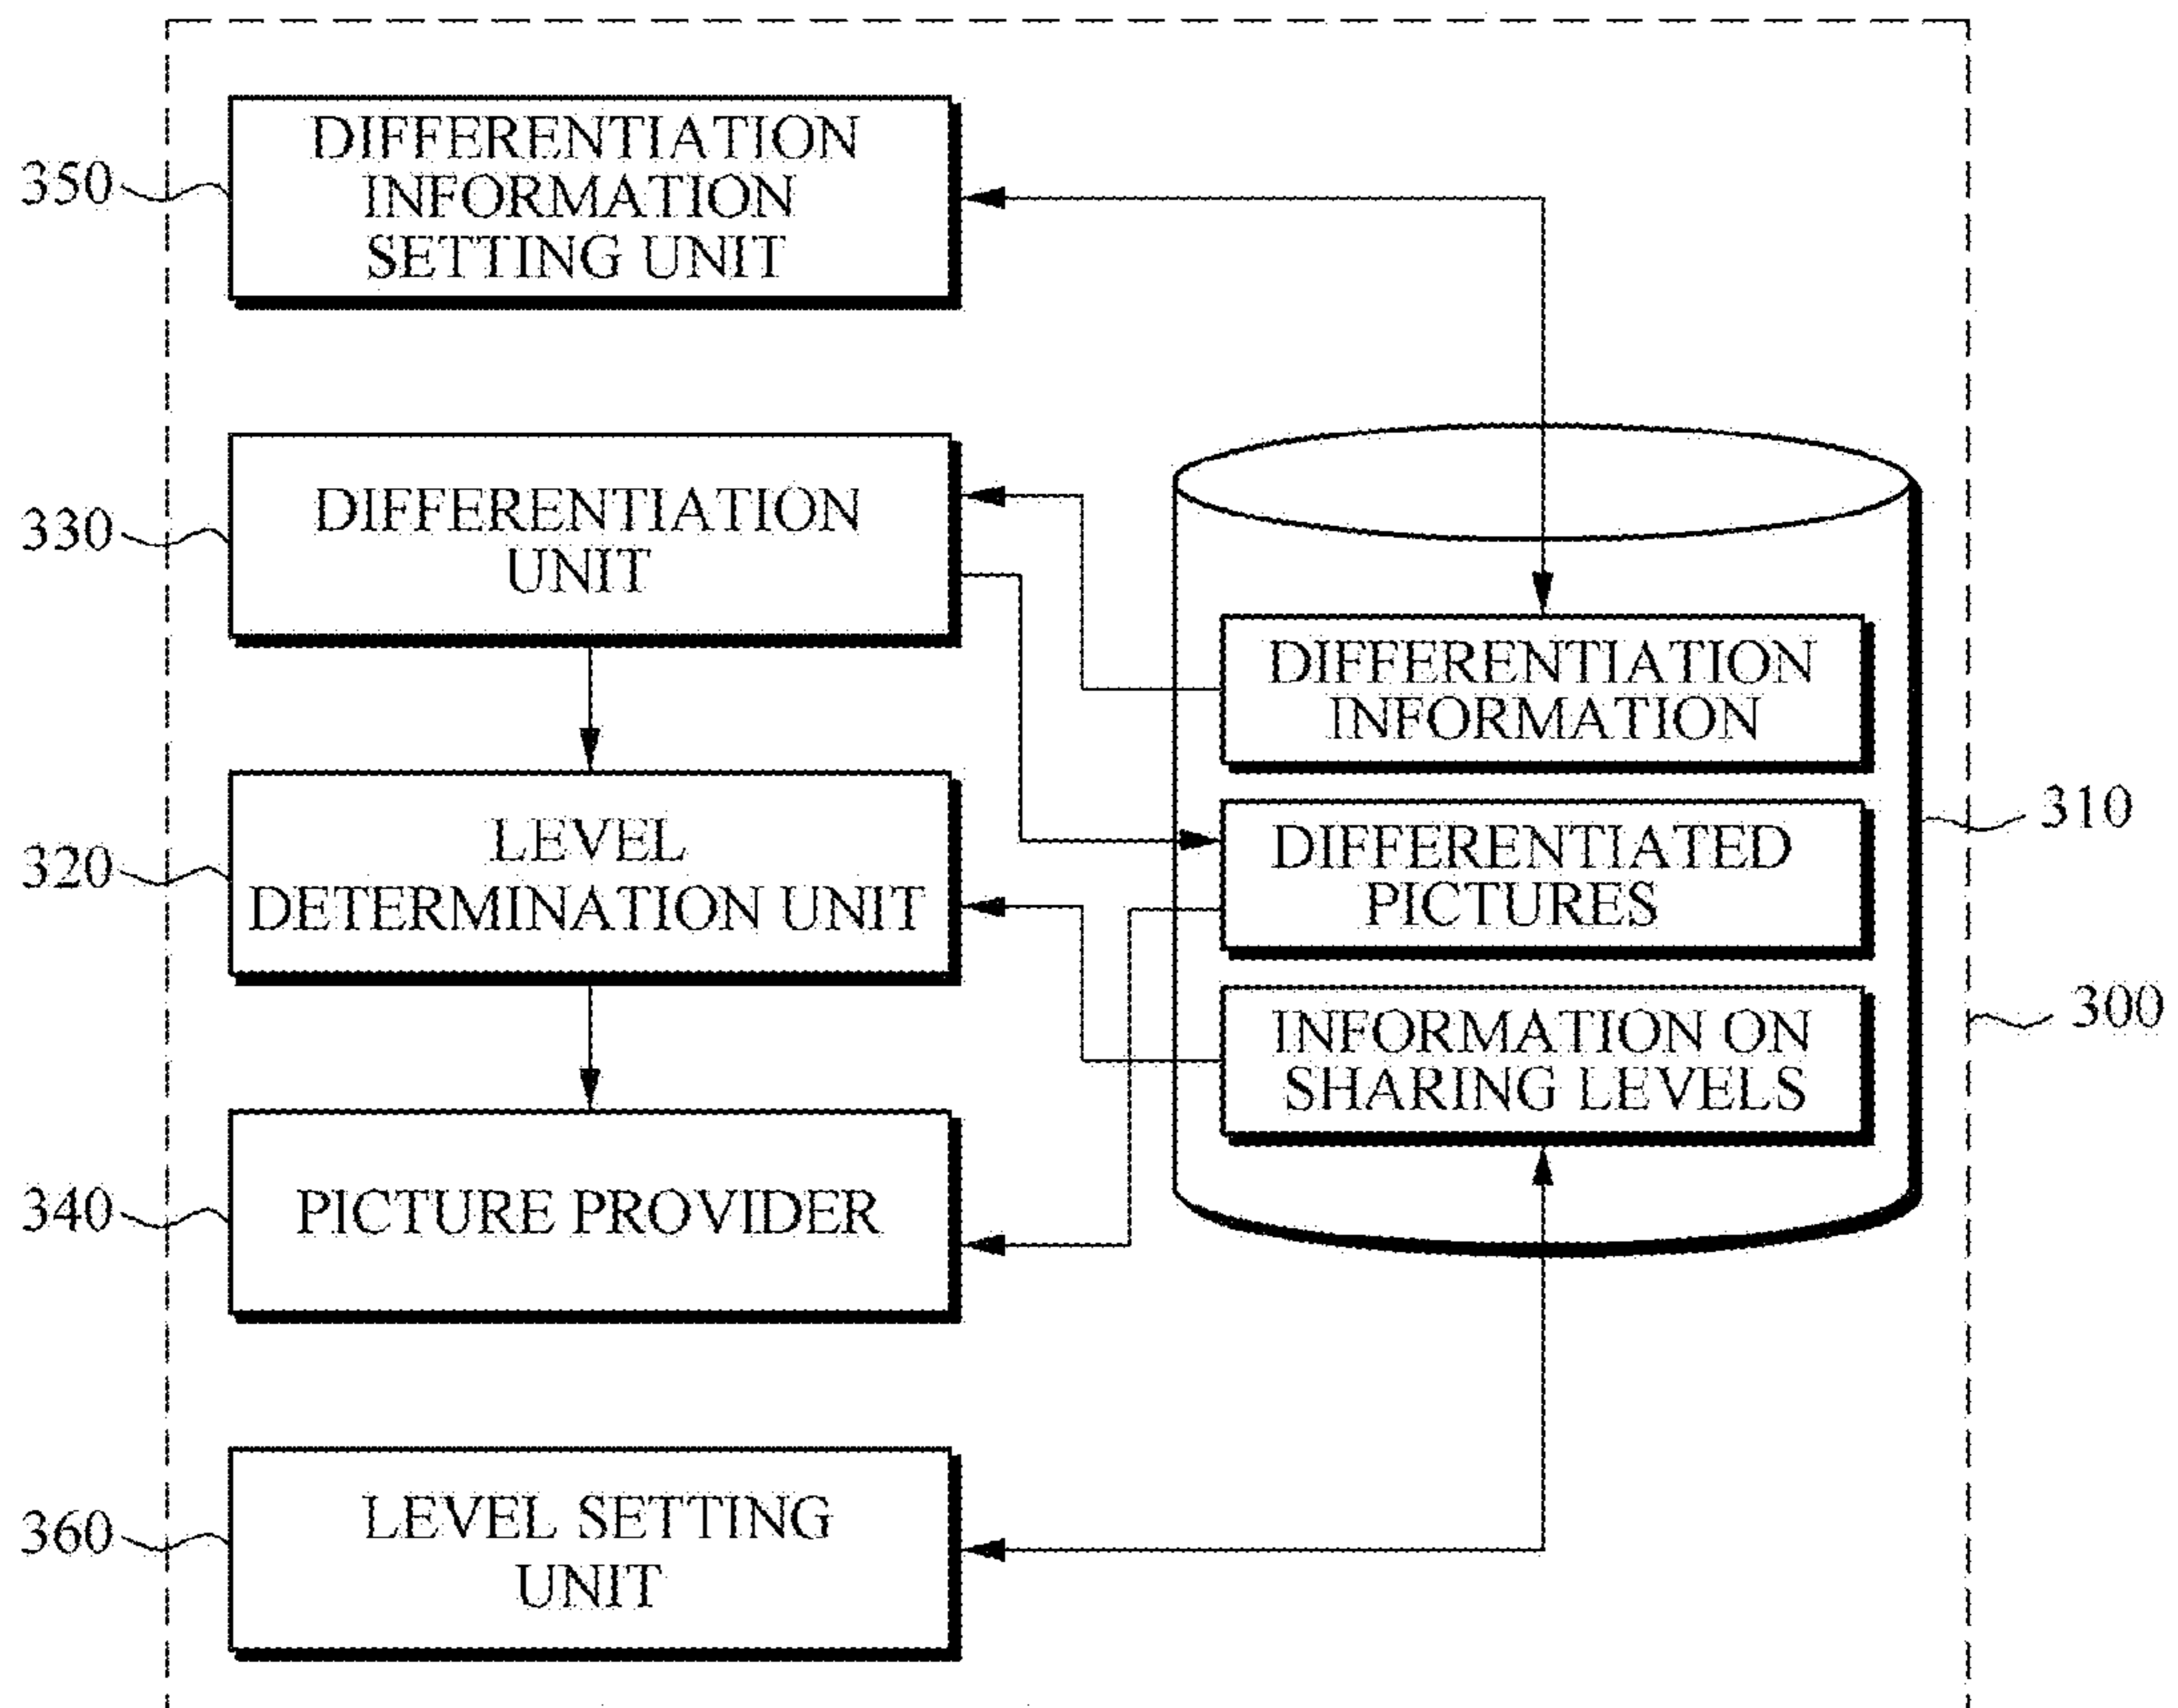 350
DIFFERENTIATION
INFORMATION
SETTING UNIT
330
DIFFERENTIATION
UNIT
DIFFERENTIATION
INFORMATION
320
LEVEL
DETERMINATION UNIT
DIFFERENTIATED
PICTURES
310
INFORMATION ON
SHARING LEVELS
300
340
PICTURE PROVIDER
360
LEVEL SETTING
UNIT